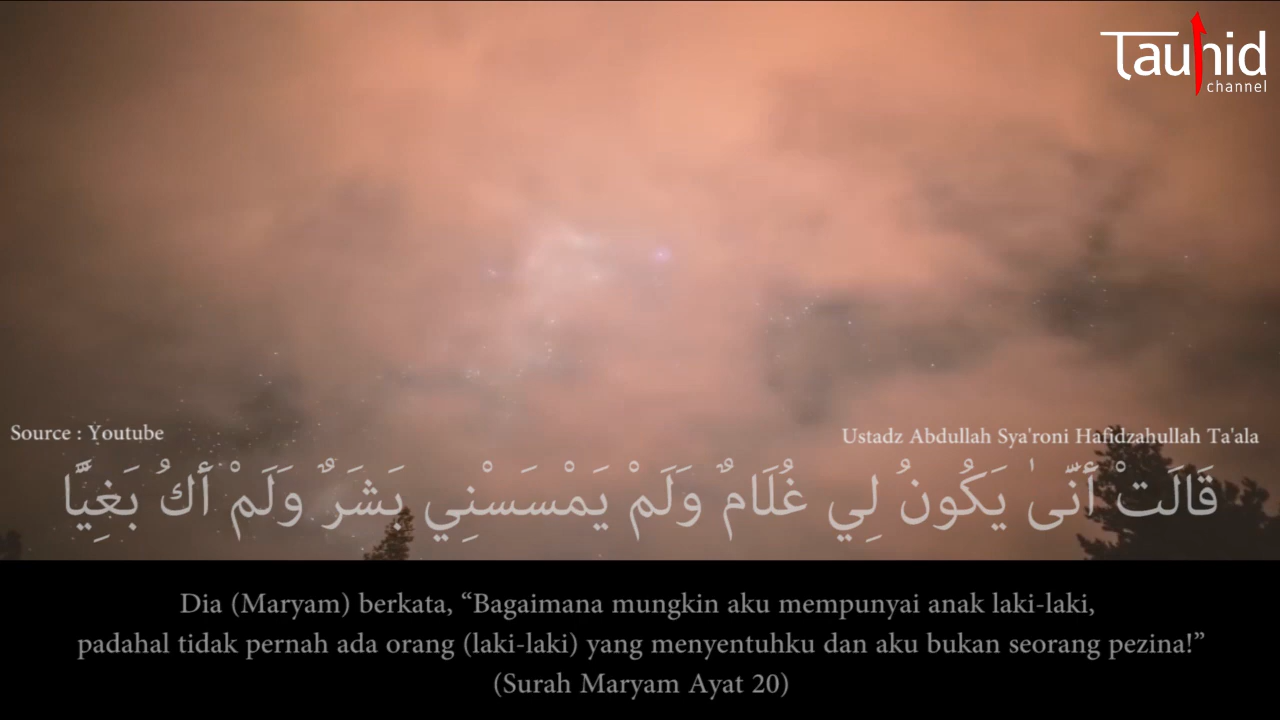 Tauhid
channel
Source : Youtube
Ustadz Abdullah Sya'roni Hafidzahullah Ta'ala
قَالَتْ أَنَّىٰ يَكُونُ لِي غُلَامٌ وَلَمْ يَمْسَسْنِي بَشَرٌ وَلَمْ أَكُ بَغِيًّا
Dia (Maryam) berkata, “Bagaimana mungkin aku mempunyai anak laki-laki,
padahal tidak pernah ada orang (laki-laki) yang menyentuhku dan aku bukan seorang pezina!”
(Surah Maryam Ayat 20)